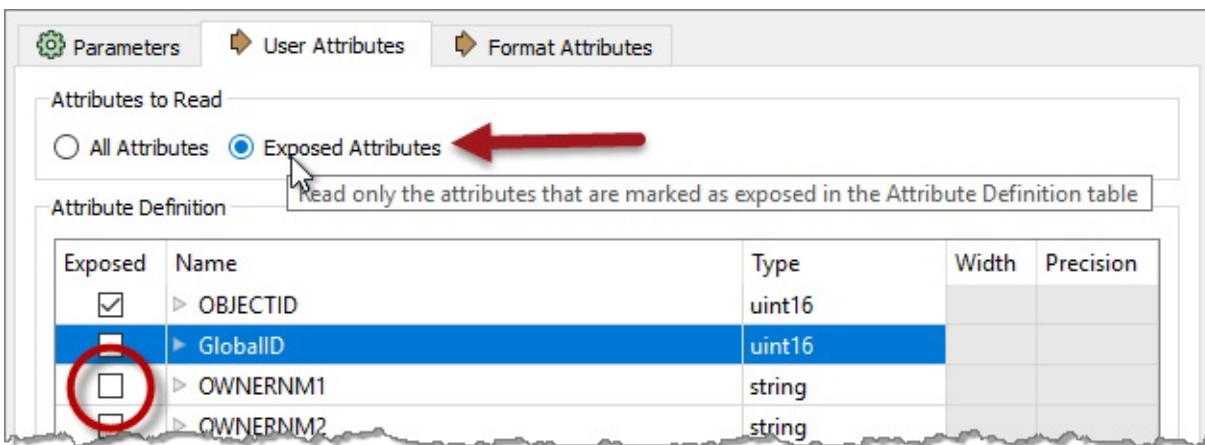 Parameters User Attributes Format Attributes
Attributes to Read
All Attributes Exposed Attributes
Read only the attributes that are marked as exposed in the Attribute Definition table
Attribute Definition
Exposed Name Type Width Precision
OBJECTID uint16
GlobalID uint16
OWNERNM1 string
OWNERNM2 string